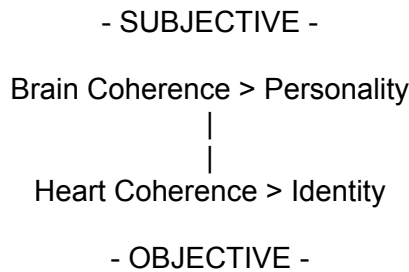 - SUBJECTIVE -
Brain Coherence > Personality
|
|
Heart Coherence > Identity
- OBJECTIVE -